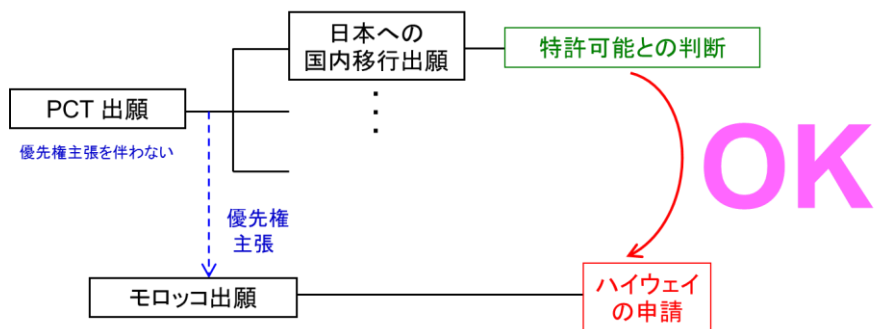 日本への
国内移行出願
特許可能との判断
PCT 出願
優先権主張を伴わない
OK
優先権
主張
モロッコ出願
ハイウェイ
の申請